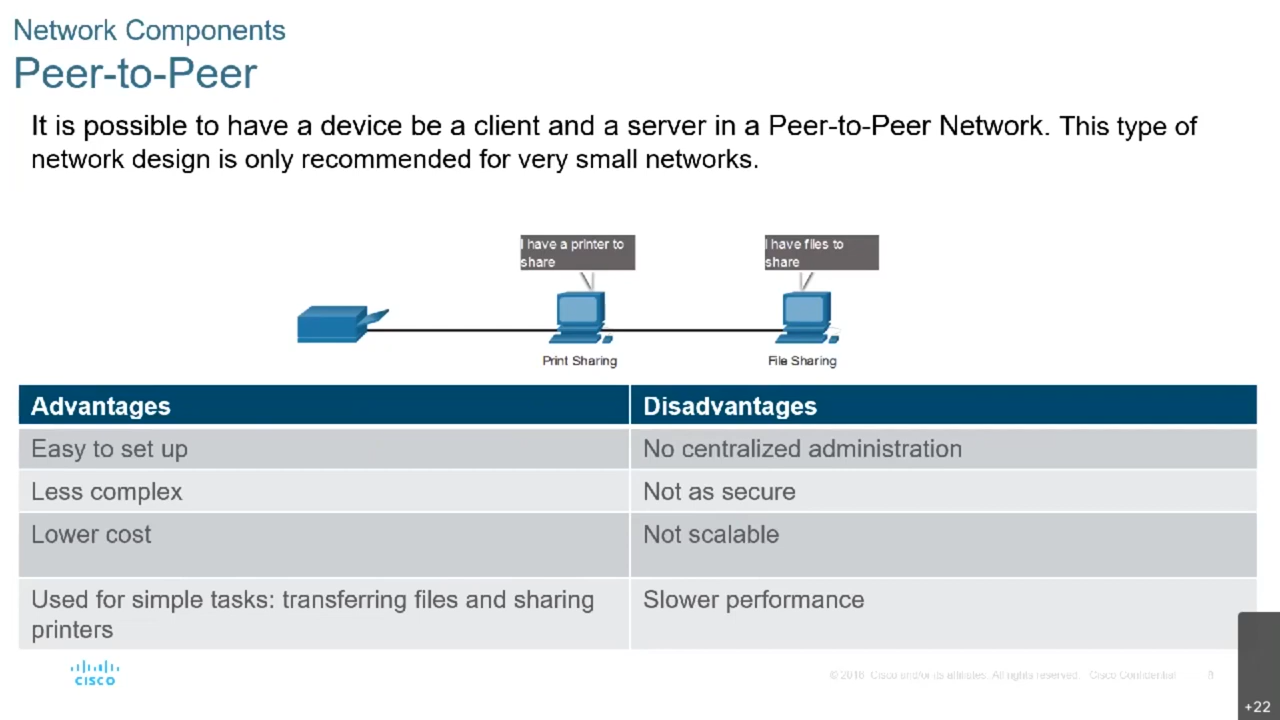 Network Components
Peer-to-Peer
It is possible to have a device be a client and a server in a Peer-to-Peer Network. This type of
network design is only recommended for very small networks.
I have a printer to
share
I have files to
share
Print Sharing
File Sharing
Advantages
Disadvantages
Easy to set up
No centralized administration
Less complex
Not as secure
Lower cost
Not scalable
Used for simple tasks: transferring files and sharing
printers
Slower performance
CISCO
© 2016 Cisco and/or its affiliates. All rights reserved. Cisco Confidential
8
+22